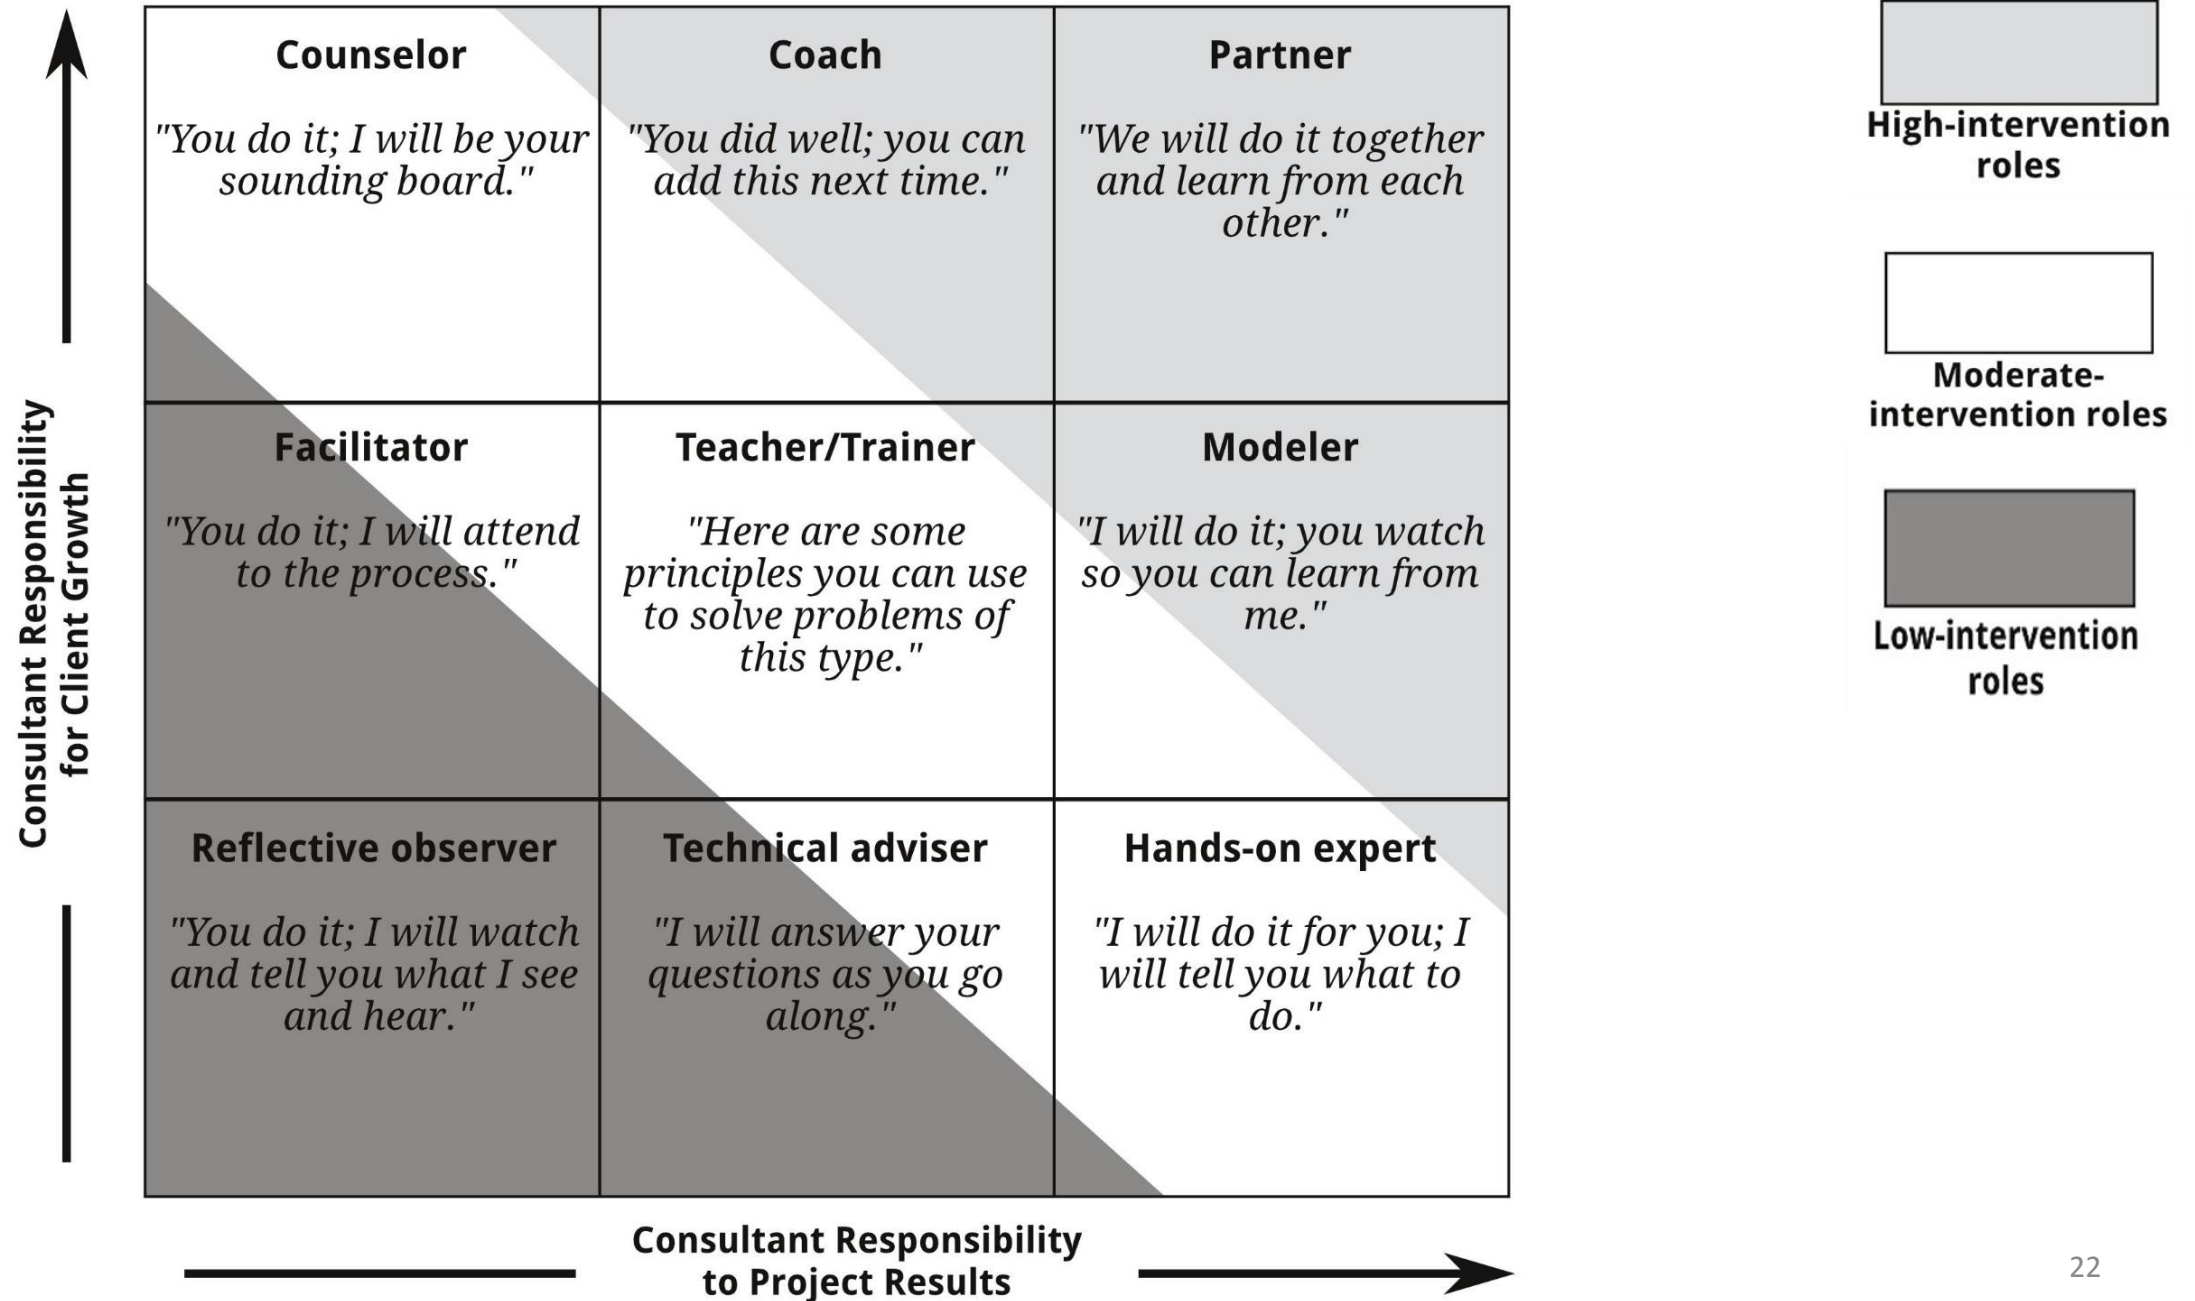 Counselor
"You do it; I will be your
sounding board."
Coach
"You did well; you can
add this next time."
Partner
"We will do it together
and learn from each
other."
Facilitator
"You do it; I will attend
to the process."
Teacher/Trainer
"Here are some
principles you can use
to solve problems of
this type."
Modeler
"I will do it; you watch
so you can learn from
me."
Reflective observer
"You do it; I will watch
and tell you what I see
and hear."
Technical adviser
"I will answer your
questions as you go
along."
Hands-on expert
"I will do it for you; I
will tell you what to
do."
Consultant Responsibility
for Client Growth
Consultant Responsibility
to Project Results
High-intervention
roles
Moderate-
intervention roles
Low-intervention
roles
22